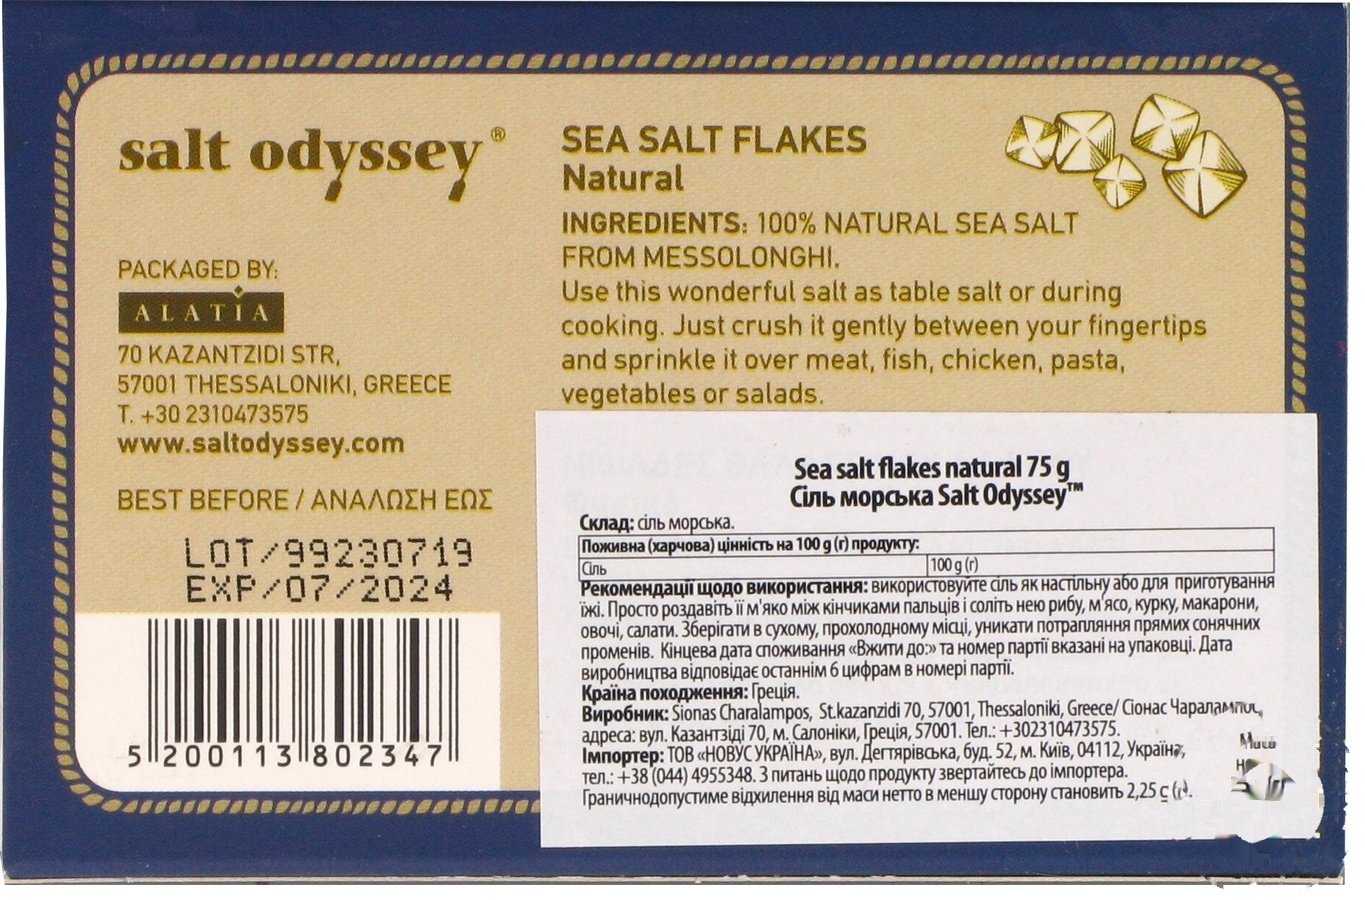 salt odyssey®
PACKAGED BY:
ALATIA
70 KAZANTZIDI STR,
57001 THESSALONIKI, GREECE
T. +30 2310473575
www.saltodyssey.com
BEST BEFORE / ΑΝΑΛΩΣΗ ΕΩΣ
LOT/99230719
EXP/07/2024
5 200113 802347
SEA SALT FLAKES
Natural
INGREDIENTS: 100% NATURAL SEA SALT
FROM MESSOLONGHI.
Use this wonderful salt as table salt or during
cooking. Just crush it gently between your fingertips
and sprinkle it over meat, fish, chicken, pasta,
vegetables or salads.
Sea salt flakes natural 75 g
Сіль морська Salt Odyssey™
Склад: сіль морська.
Поживна (харчова) цінність на 100 g (г) продукту:
Сіль 100 g (г)
Рекомендації щодо використання: використовуйте сіль як настільну або для приготування
їжі. Просто роздавіть її м'яко між кінчиками пальців і соліть нею рибу, м'ясо, курку, макарони,
овочі, салати. Зберігати в сухому, прохолодному місці, уникати потрапляння прямих сонячних
променів. Кінцева дата споживання «Вжити до:» та номер партії вказані на упаковці. Дата
виробництва відповідає останнім 6 цифрам в номері партії.
Країна походження: Греція.
Виробник: Sionas Charalampos, St.kazanzidi 70, 57001, Thessaloniki, Greece/ Сіонас Чараламπος,
адреса: вул. Казантзіді 70, м. Салоніки, Греція, 57001. Тел.: +302310473575.
Імпортер: ТОВ «НОВУС УКРАЇНА», вул. Дегтярівська, буд. 52, м. Київ, 04112, Україна,
тел.: +38 (044) 4955348. З питань щодо продукту звертайтесь до імпортера.
Граничнодопустиме відхилення від маси нетто в меншу сторону становить 2,25 g (г).